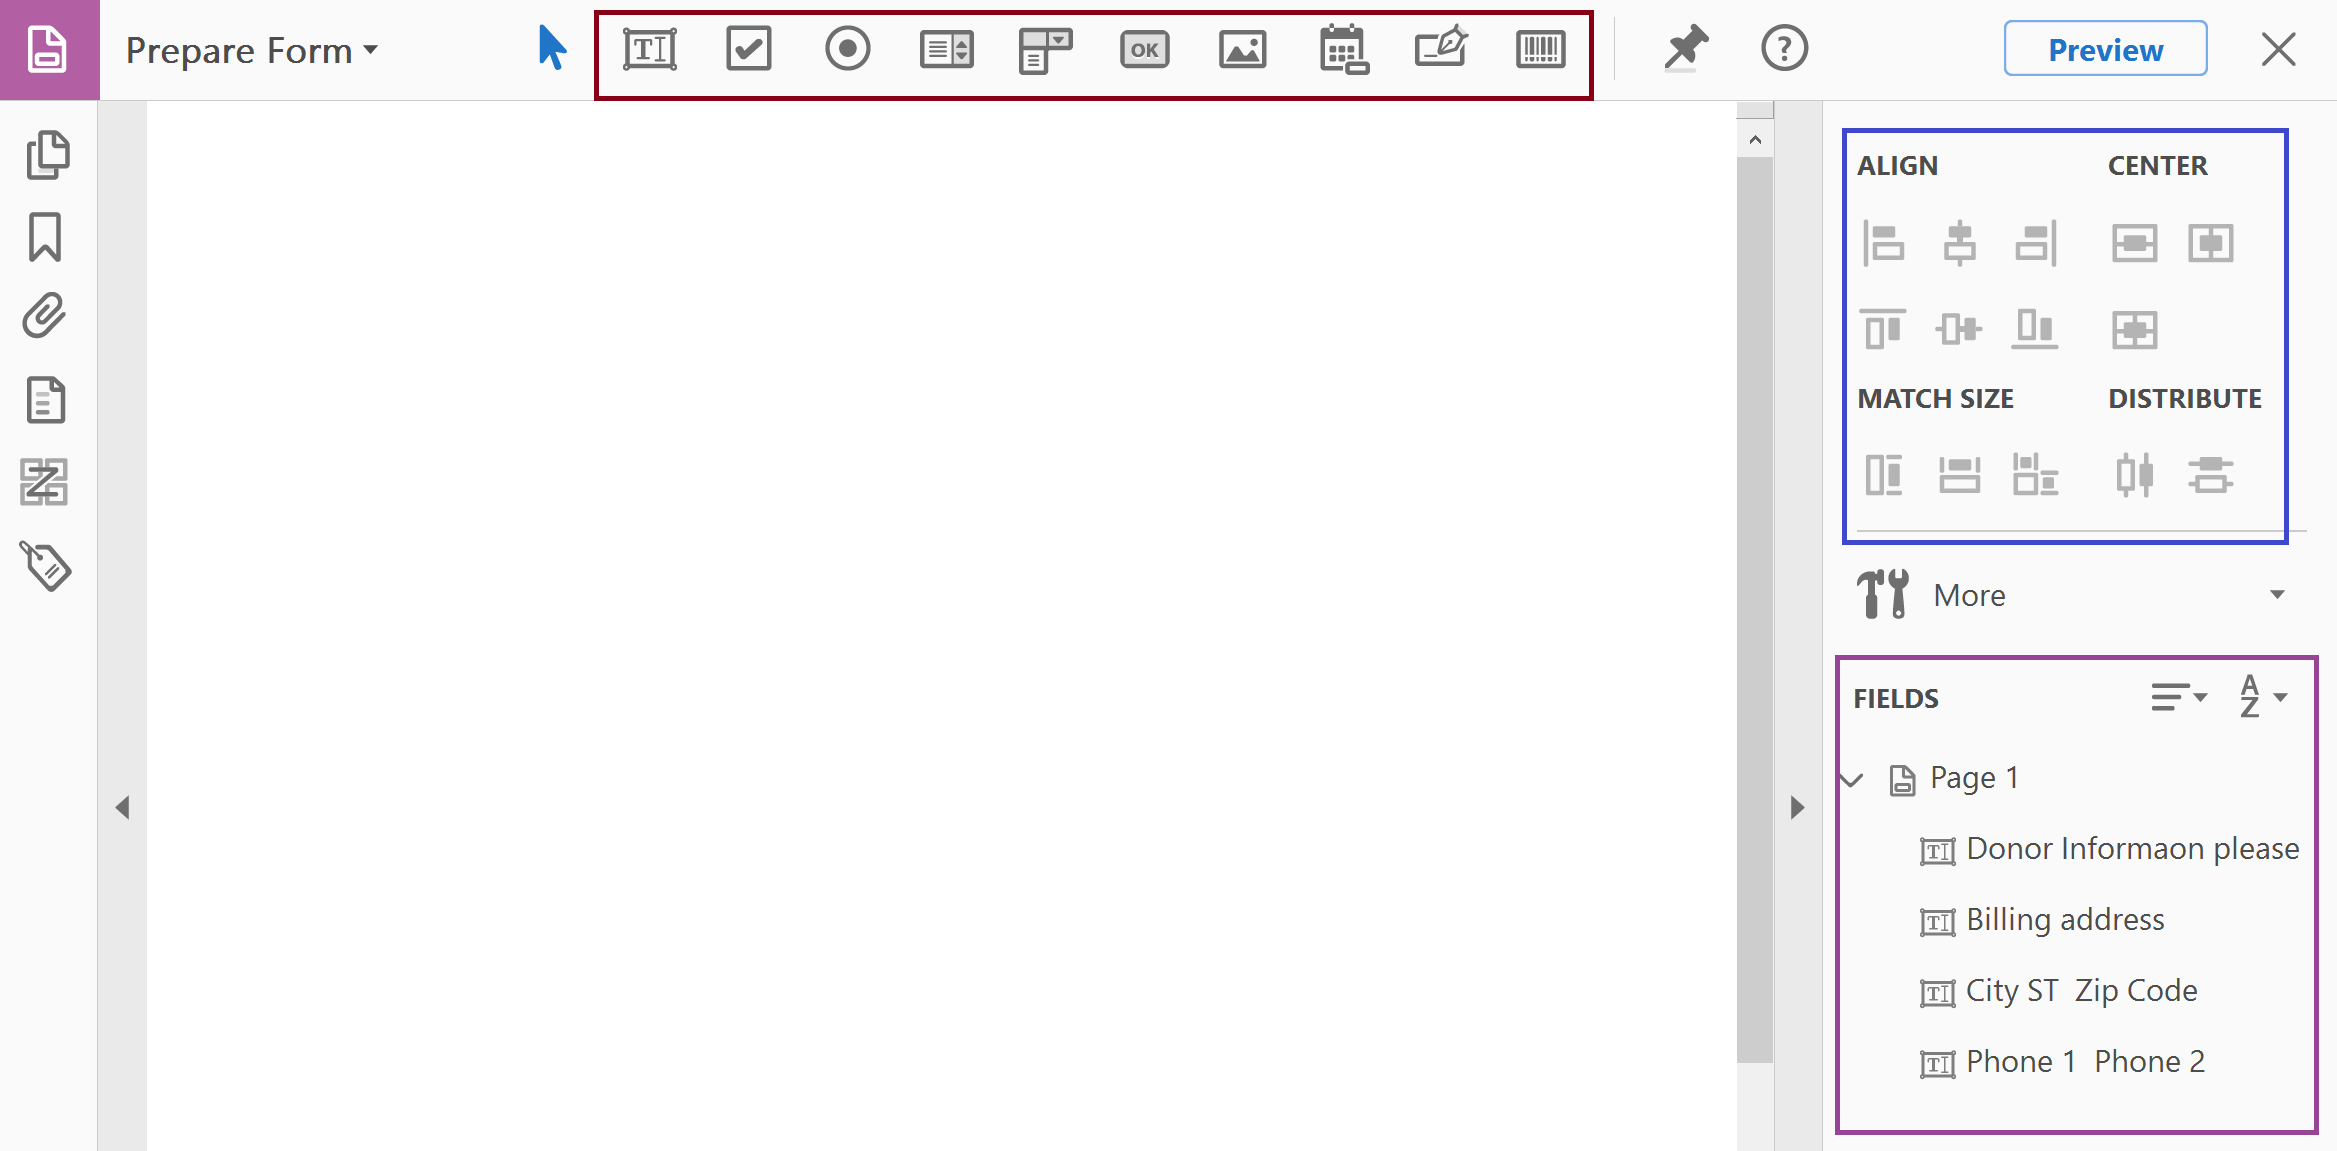 Prepare Form
OK
?
Preview
ALIGN
CENTER
MATCH SIZE
DISTRIBUTE
More
FIELDS
A
Z
Page 1
Donor Informaon please
Billing address
City ST  Zip Code
Phone 1  Phone 2